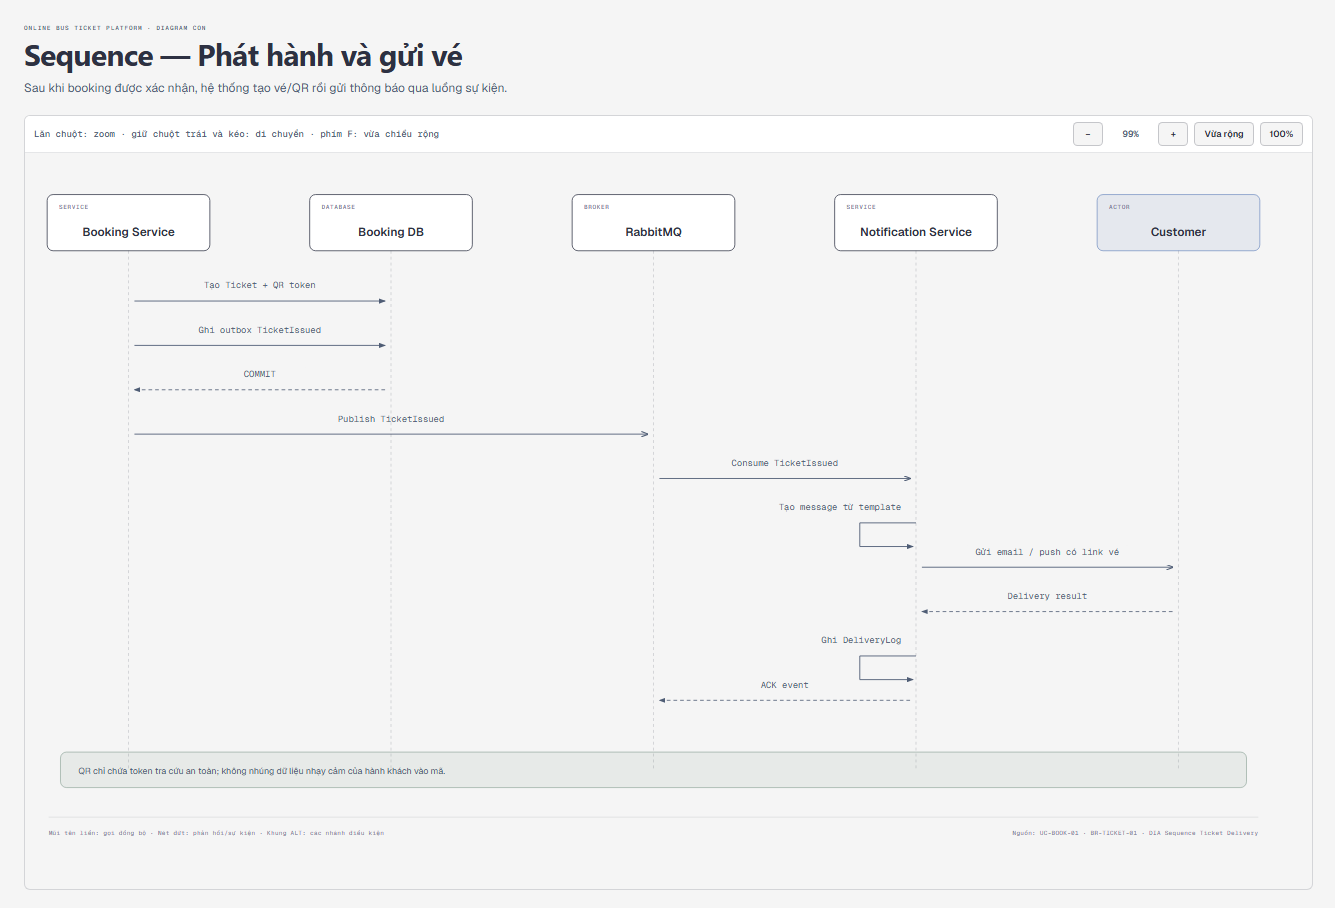 ONLINE BUS TICKET PLATFORM · DIAGRAM CON
Sequence — Phát hành và gửi vé
Sau khi booking được xác nhận, hệ thống tạo vé/QR rồi gửi thông báo qua luồng sự kiện.
Lăn chuột: zoom · giữ chuột trái và kéo: di chuyển · phím F: vừa chiều rộng
−
99%
+
Vừa rộng
100%
SERVICE
Booking Service
DATABASE
Booking DB
BROKER
RabbitMQ
SERVICE
Notification Service
ACTOR
Customer
Tạo Ticket + QR token
Ghi outbox TicketIssued
COMMIT
Publish TicketIssued
Consume TicketIssued
Tạo message từ template
Gửi email / push có link vé
Delivery result
Ghi DeliveryLog
ACK event
QR chỉ chứa token tra cứu an toàn; không nhúng dữ liệu nhạy cảm của hành khách vào mã.
Mũi tên liền: gọi đồng bộ · Nét đứt: phản hồi/sự kiện · Khung ALT: các nhánh điều kiện
Nguồn: UC-BOOK-01 · BR-TICKET-01 · DIA Sequence Ticket Delivery